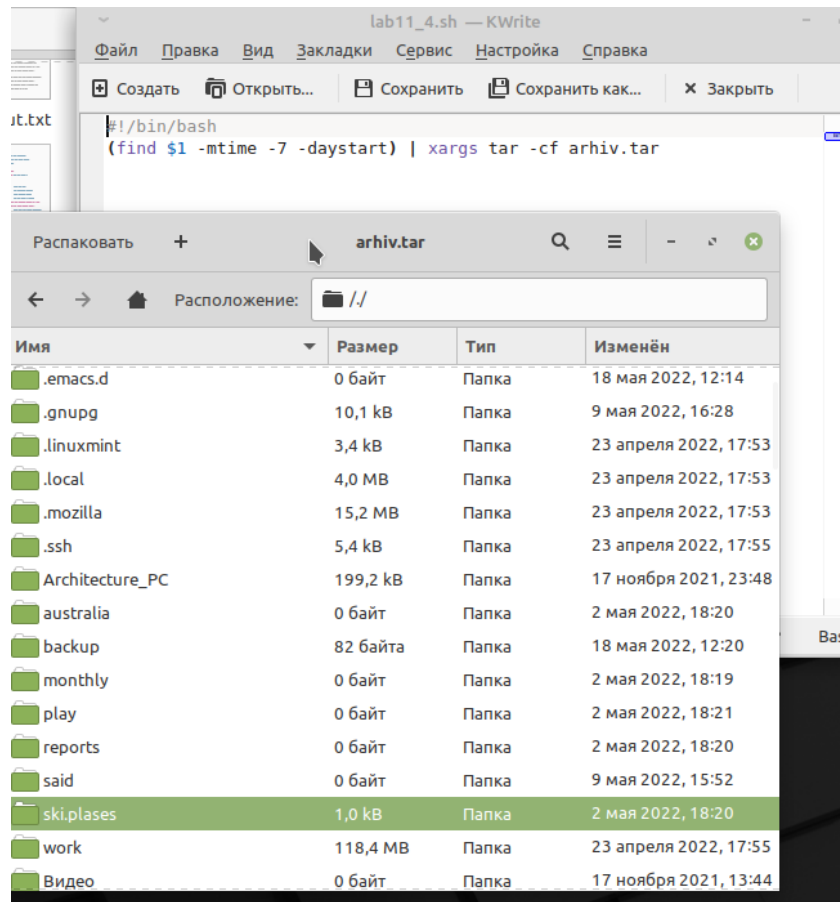 lab11_4.sh — KWrite
Файл Правка Вид Закладки Сервис Настройка Справка
Создать Открыть... Сохранить Сохранить как... Закрыть
ut.txt
#!/bin/bash
(find $1 -mtime -7 -daystart) | xargs tar -cf arhiv.tar
Распаковать + arhiv.tar
Расположение: /./
Имя Размер Тип Изменён
.emacs.d 0 байт Папка 18 мая 2022, 12:14
.gnupg 10,1 kB Папка 9 мая 2022, 16:28
.linuxmint 3,4 kB Папка 23 апреля 2022, 17:53
.local 4,0 MB Папка 23 апреля 2022, 17:53
.mozilla 15,2 MB Папка 23 апреля 2022, 17:53
.ssh 5,4 kB Папка 23 апреля 2022, 17:55
Architecture_PC 199,2 kB Папка 17 ноября 2021, 23:48
australia 0 байт Папка 2 мая 2022, 18:20
backup 82 байта Папка 18 мая 2022, 12:20
Bas
monthly 0 байт Папка 2 мая 2022, 18:19
play 0 байт Папка 2 мая 2022, 18:21
reports 0 байт Папка 2 мая 2022, 18:20
said 0 байт Папка 9 мая 2022, 15:52
ski.plases 1,0 kB Папка 2 мая 2022, 18:20
work 118,4 MB Папка 23 апреля 2022, 17:55
Видео 0 байт Папка 17 ноября 2021, 13:44